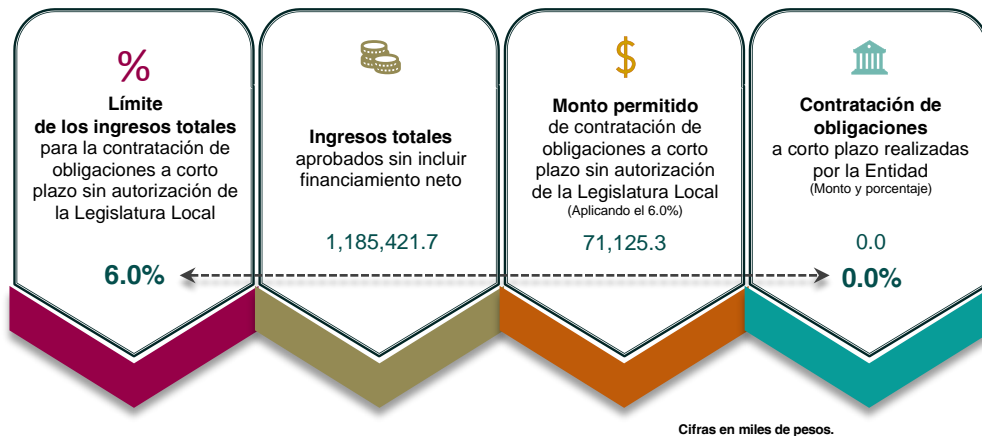 %
Límite
de los ingresos totales
para la contratación de
obligaciones a corto
plazo sin autorización de
la Legislatura Local
6.0%
Ingresos totales
aprobados sin incluir
financiamiento neto
1,185,421.7
$
Monto permitido
de contratación de
obligaciones a corto
plazo sin autorización
de la Legislatura Local
(Aplicando el 6.0%)
71,125.3
Contratación de
obligaciones
a corto plazo realizadas
por la Entidad
(Monto y porcentaje)
0.0
0.0%
Cifras en miles de pesos.